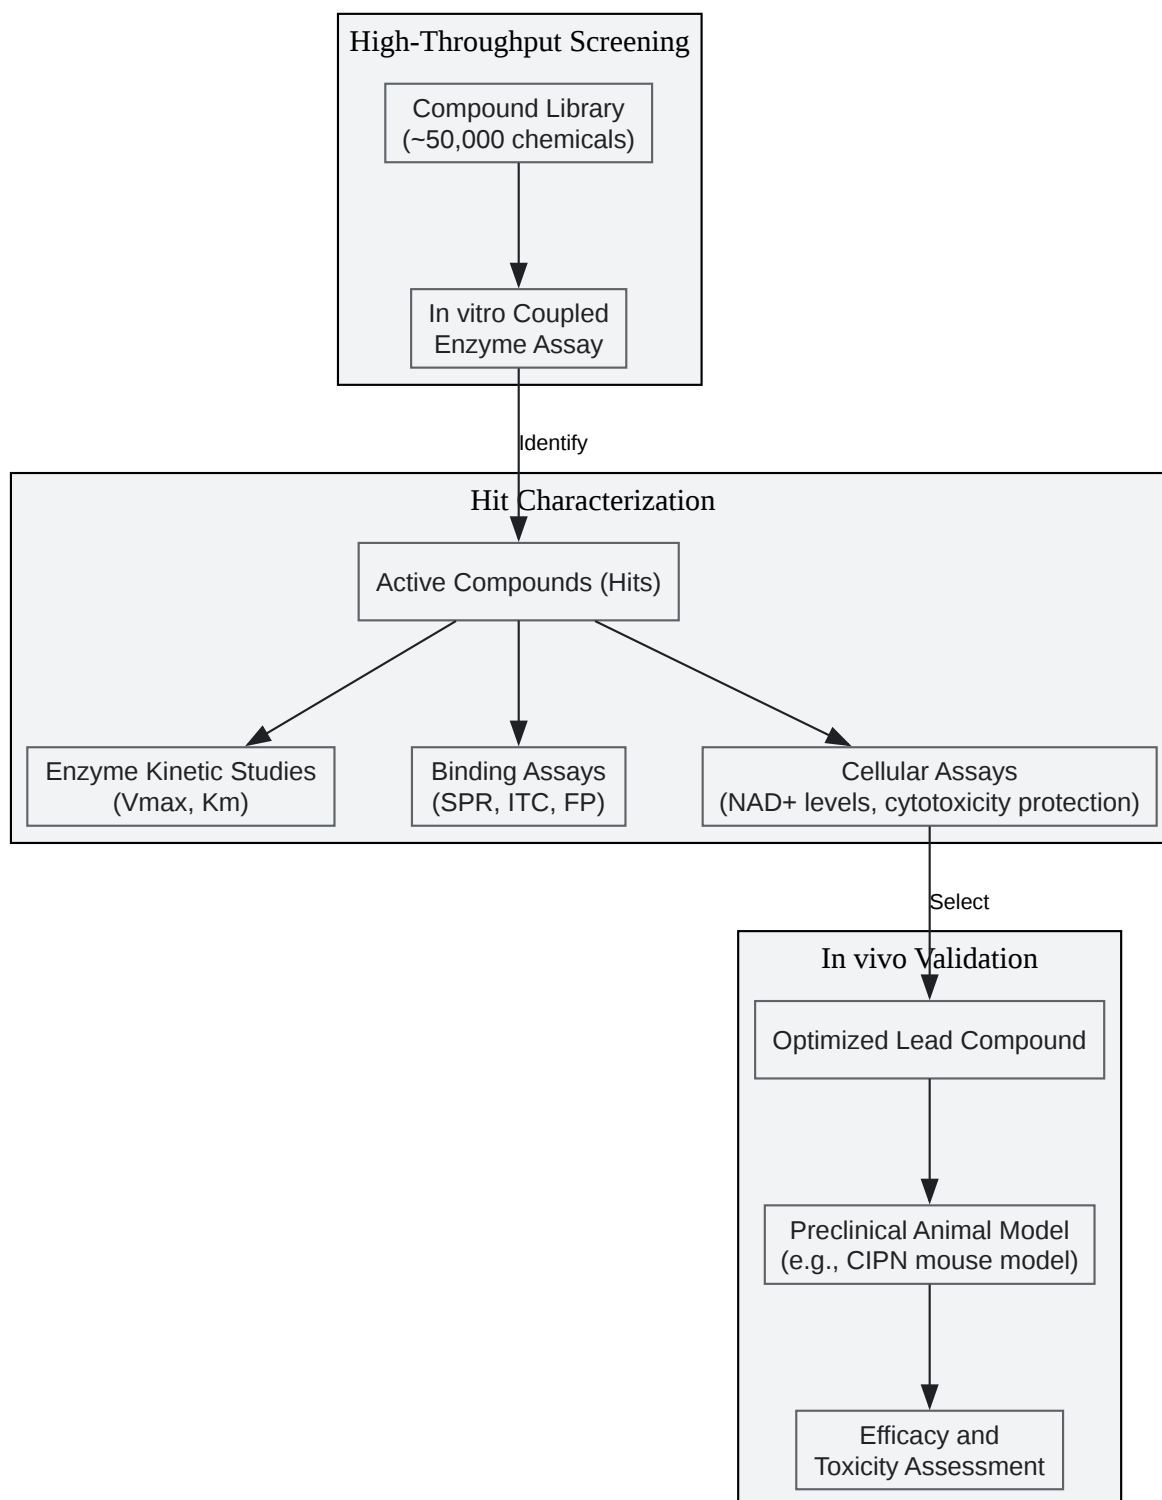 High-Throughput Screening
Compound Library
(~50,000 chemicals)
In vitro Coupled
Enzyme Assay
Identify
Hit Characterization
Active Compounds (Hits)
Enzyme Kinetic Studies
(Vmax, Km)
Binding Assays
(SPR, ITC, FP)
Cellular Assays
(NAD+ levels, cytotoxicity protection)
Select
In vivo Validation
Optimized Lead Compound
Preclinical Animal Model
(e.g., CIPN mouse model)
Efficacy and
Toxicity Assessment